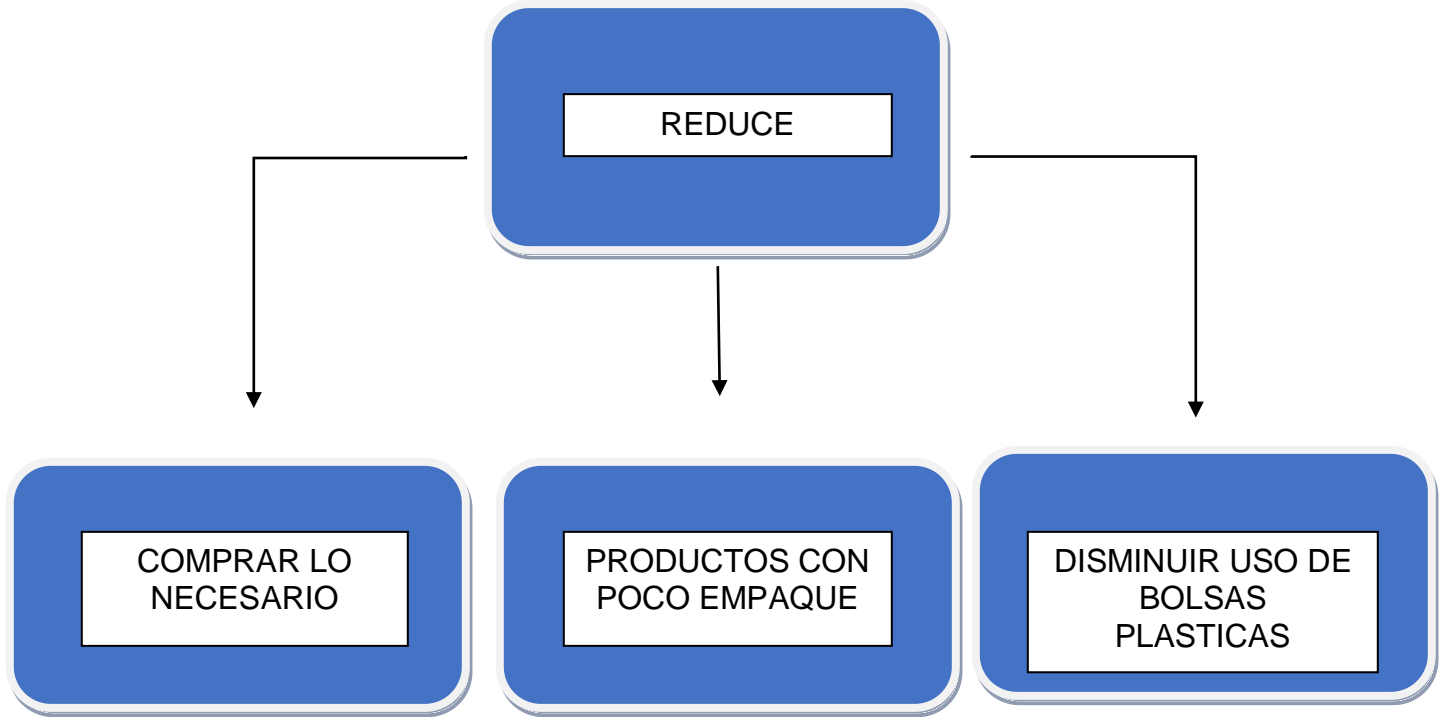 REDUCE
COMPRAR LO
NECESARIO
PRODUCTOS CON
POCO EMPAQUE
DISMINUIR USO DE
BOLSAS
PLASTICAS